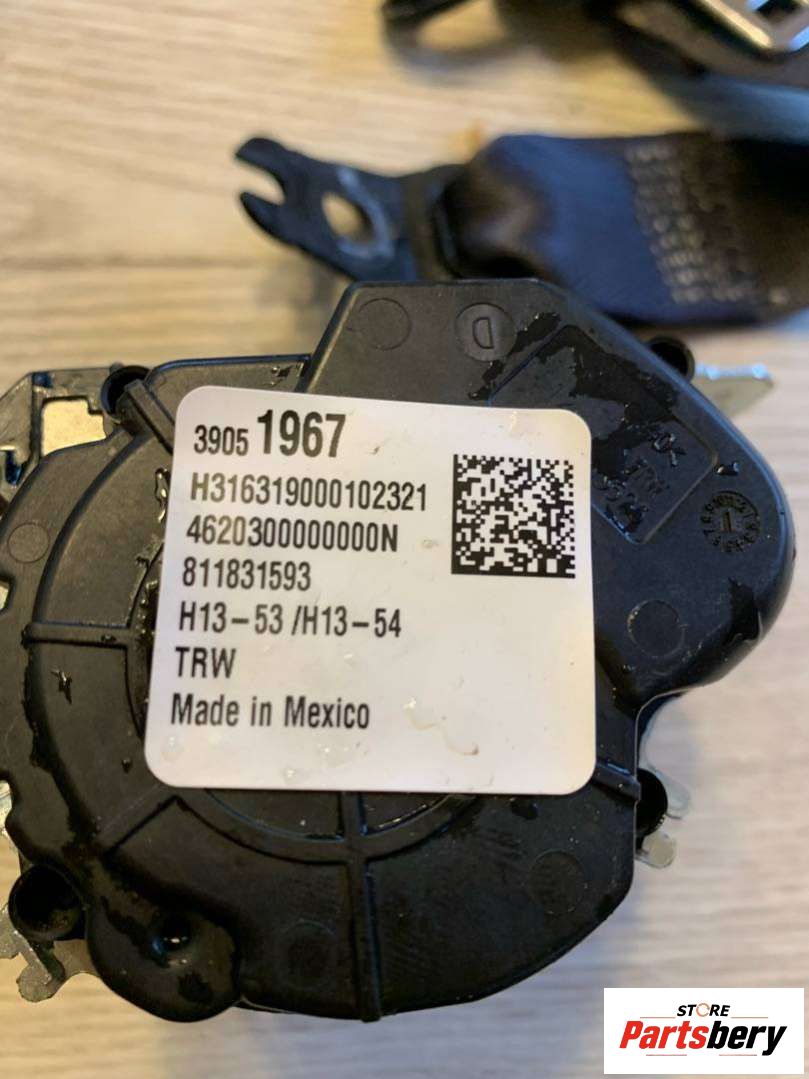 D
3905 1967
H316319000102321
4620300000000N
811831593
H13-53 /H13-54
TRW
Made in Mexico
STORE
Partsbery